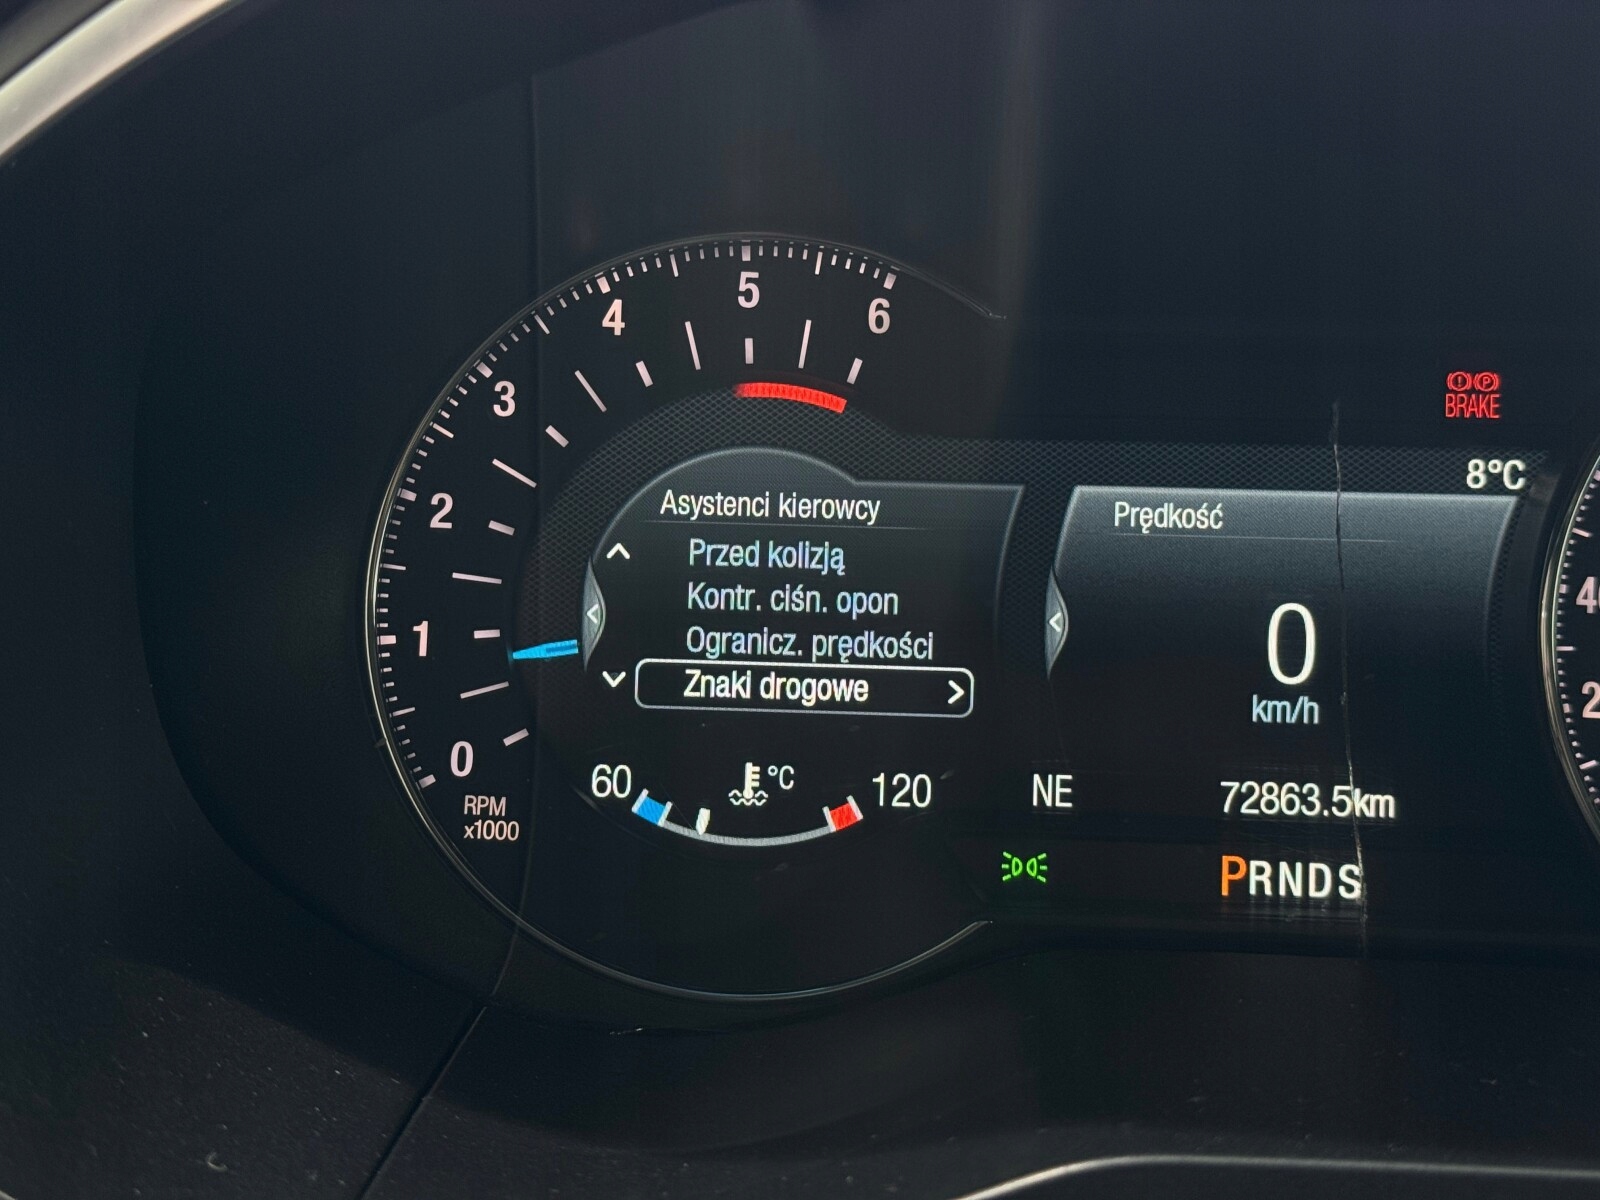 5
4
6
3
BRAKE
8°C
Asystenci kierowcy
Prędkość
2
Przed kolizją
Kontr. ciśn. opon
1
Ogranicz. prędkości
0
Znaki drogowe
km/h
0
60
°C
120
NE
72863.5km
RPM
x1000
PRNDS